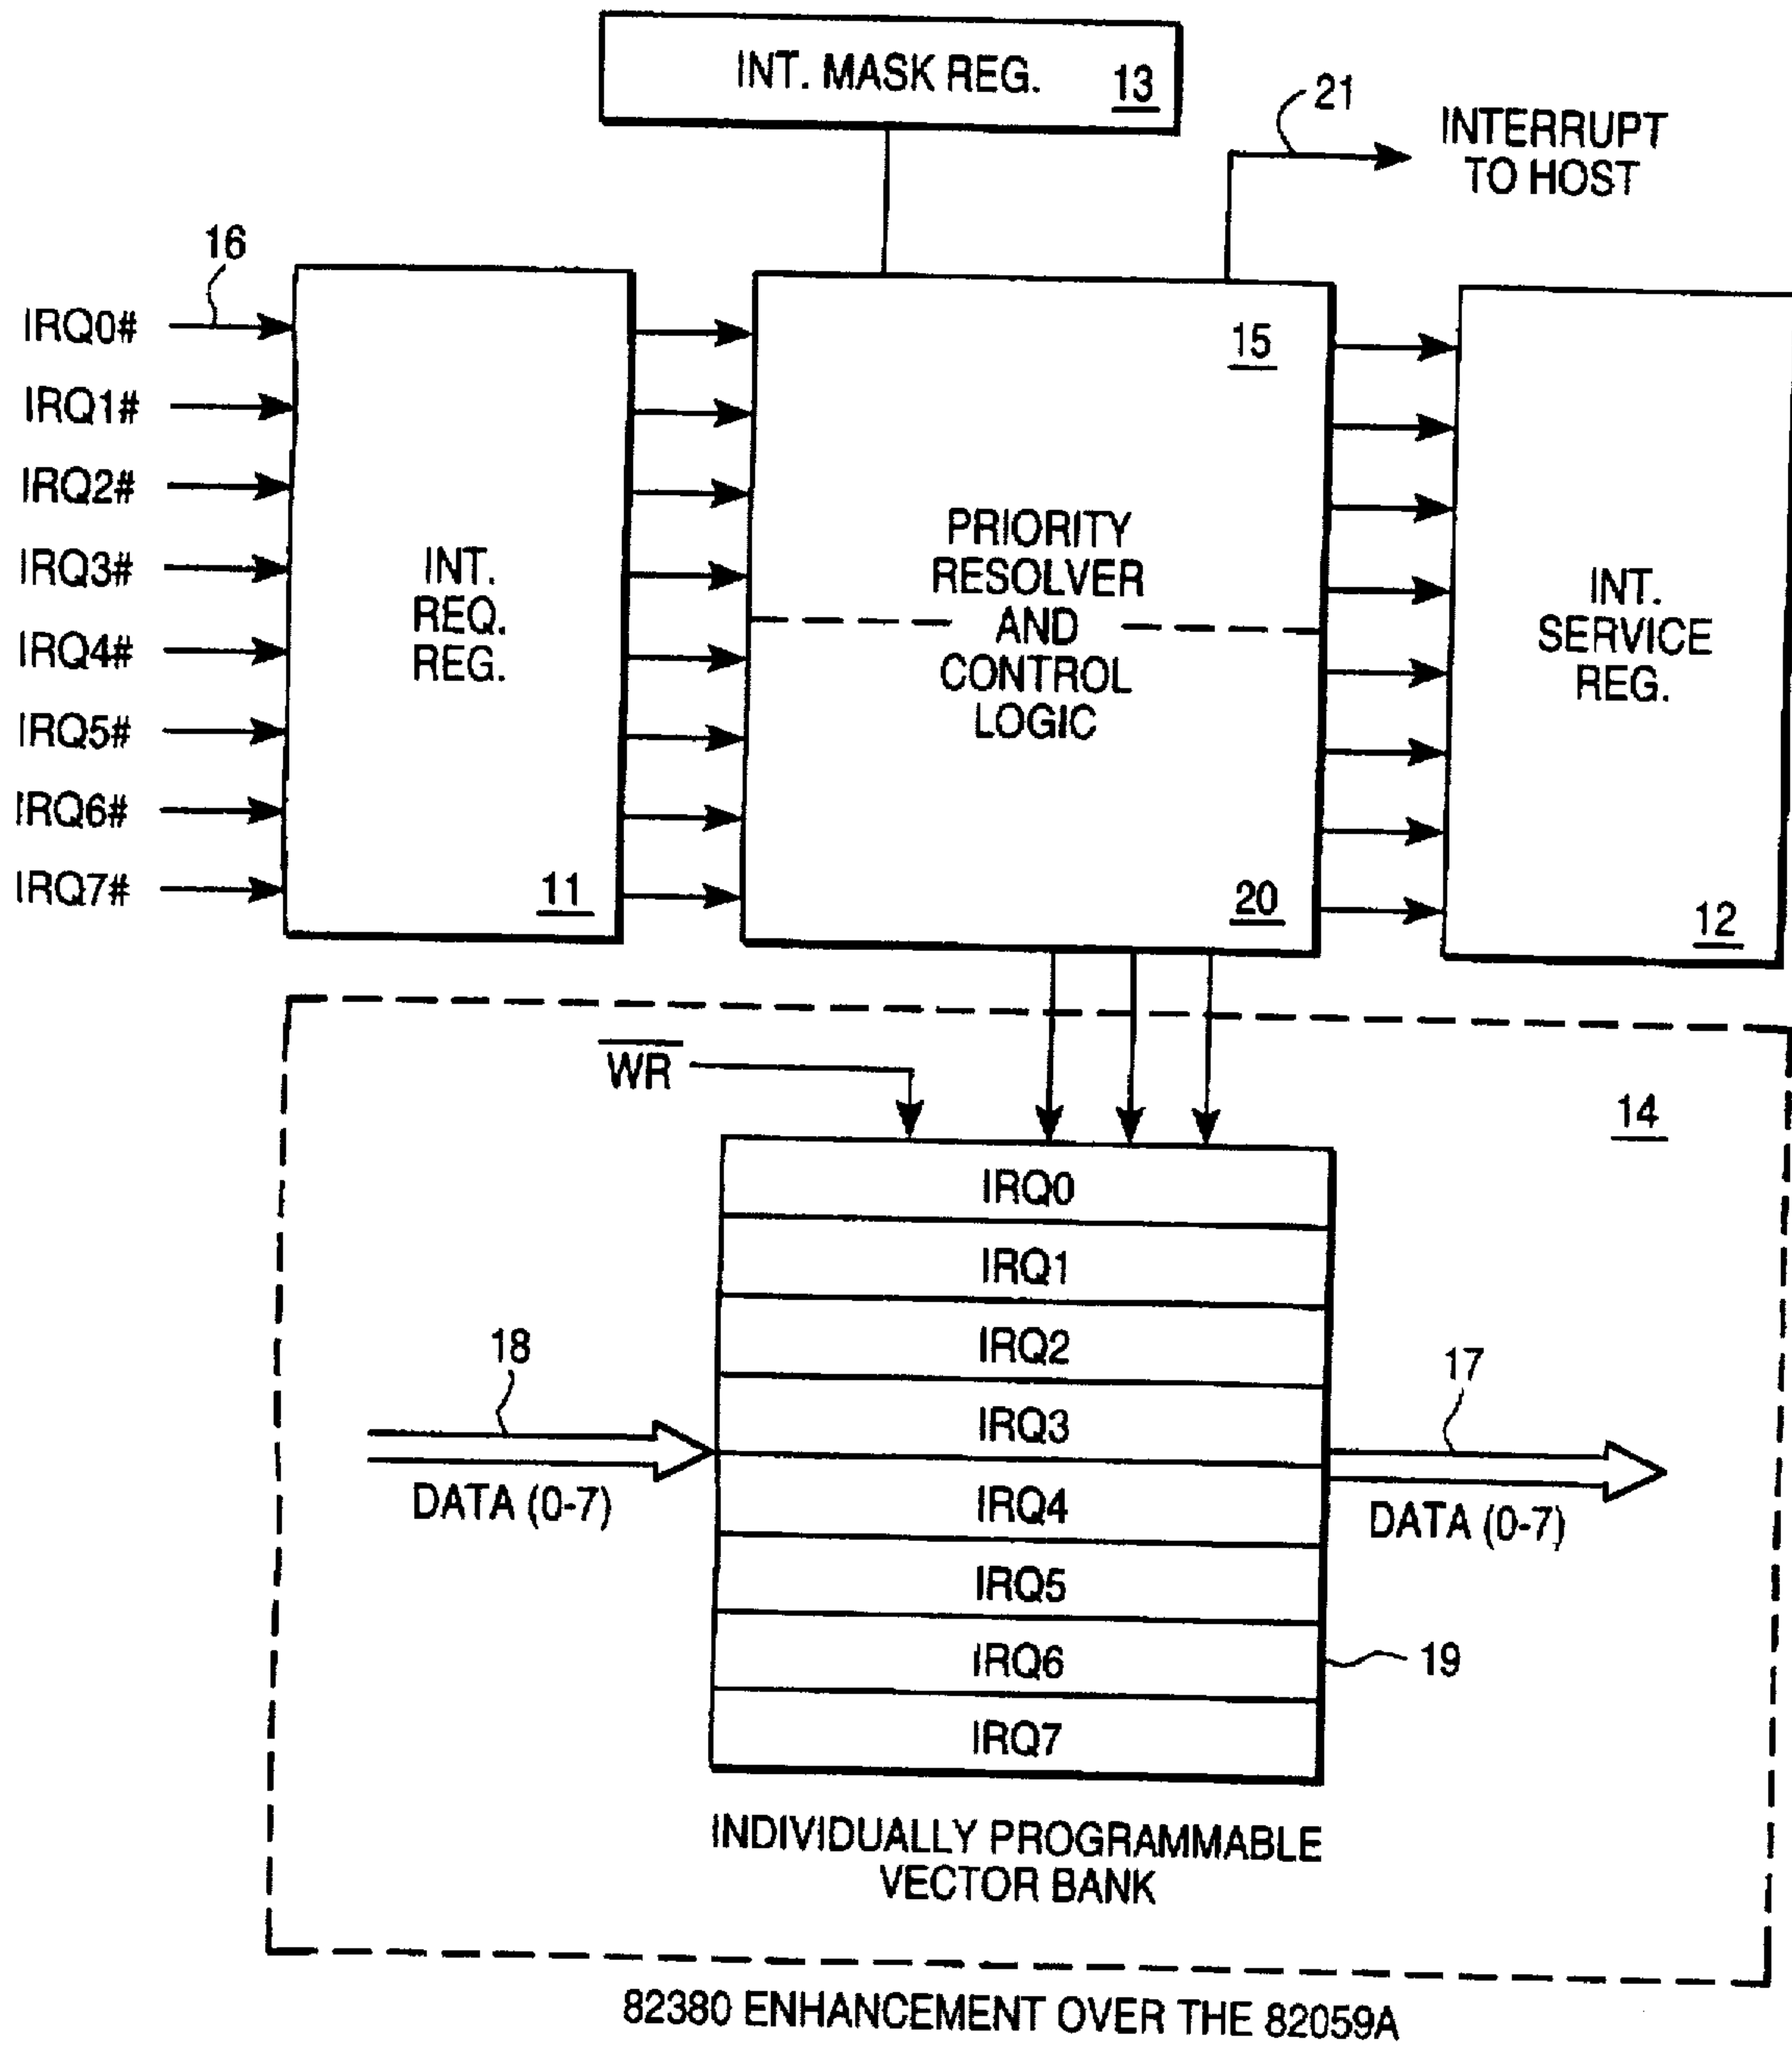 INT. MASK REG. 13
21
INTERRUPT
TO HOST
16
IRQ0#
IRQ1#
IRQ2#
IRQ3#
IRQ4#
IRQ5#
IRQ6#
IRQ7#
INT.
REQ.
REG.
11
15
PRIORITY
RESOLVER
AND
CONTROL
LOGIC
20
INT.
SERVICE
REG.
12
WR
14
IRQ0
IRQ1
IRQ2
IRQ3
IRQ4
IRQ5
IRQ6
IRQ7
18
DATA (0-7)
17
DATA (0-7)
19
INDIVIDUALLY PROGRAMMABLE
VECTOR BANK
82380 ENHANCEMENT OVER THE 82059A